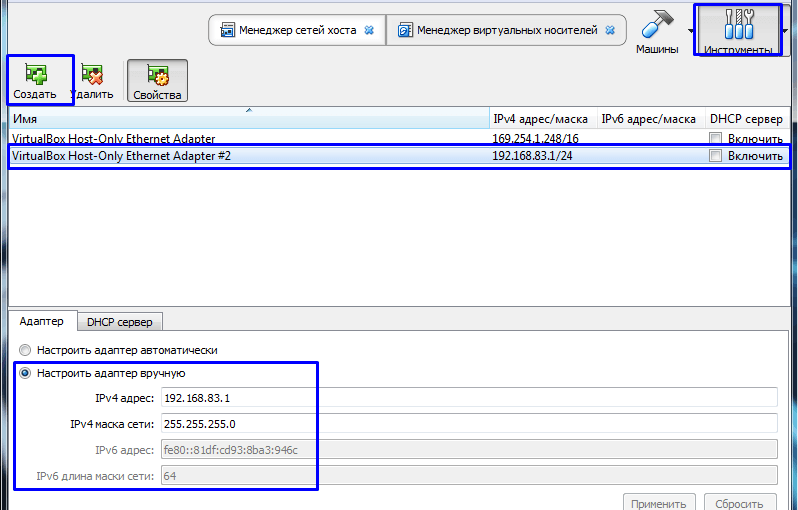 Менеджер сетей хоста Менеджер виртуальных носителей Машины Инструменты
Создать Удалить Свойства
Имя IPv4 адрес/маска IPv6 адрес/маска DHCP сервер
VirtualBox Host-Only Ethernet Adapter 169.254.1.248/16 Включить
VirtualBox Host-Only Ethernet Adapter #2 192.168.83.1/24 Включить
Адаптер DHCP сервер
Настроить адаптер автоматически
Настроить адаптер вручную
IPv4 адрес: 192.168.83.1
IPv4 маска сети: 255.255.255.0
IPv6 адрес: fe80::81df:cd93:8ba3:946c
IPv6 длина маски сети: 64
Применить Сбросить